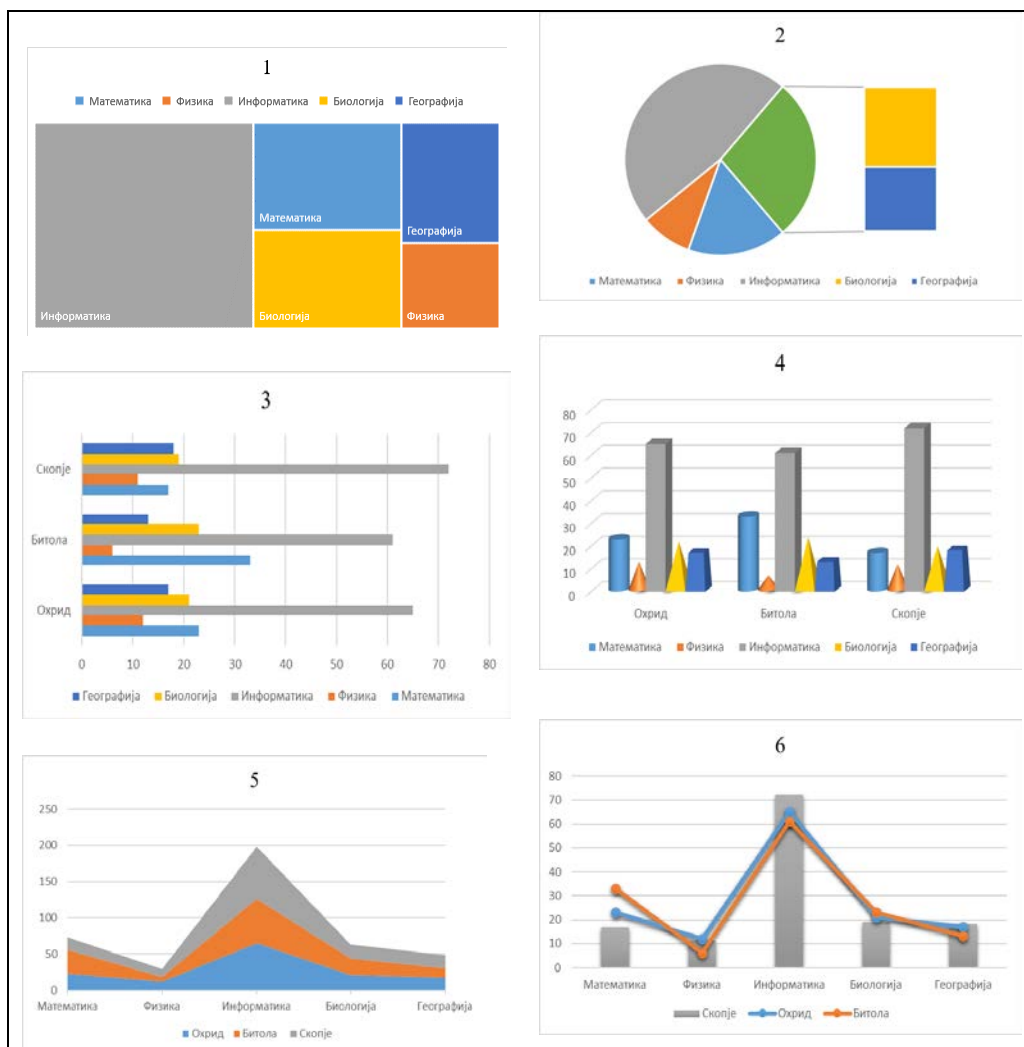 1
Математика Физика Информатика Биологија Географија
Информатика
Математика
Биологија
Географија
Физика
2
Математика Физика Информатика Биологија Географија
3
Скопје
Битола
Охрид
0 10 20 30 40 50 60 70 80
Географија Биологија Информатика Физика Математика
4
80
70
60
50
40
30
20
10
0
Охрид Битола Скопје
Математика Физика Информатика Биологија Географија
5
250
200
150
100
50
0
Математика Физика Информатика Биологија Географија
Охрид Битола Скопје
6
80
70
60
50
40
30
20
10
0
Математика Физика Информатика Биологија Географија
Скопје Охрид Битола